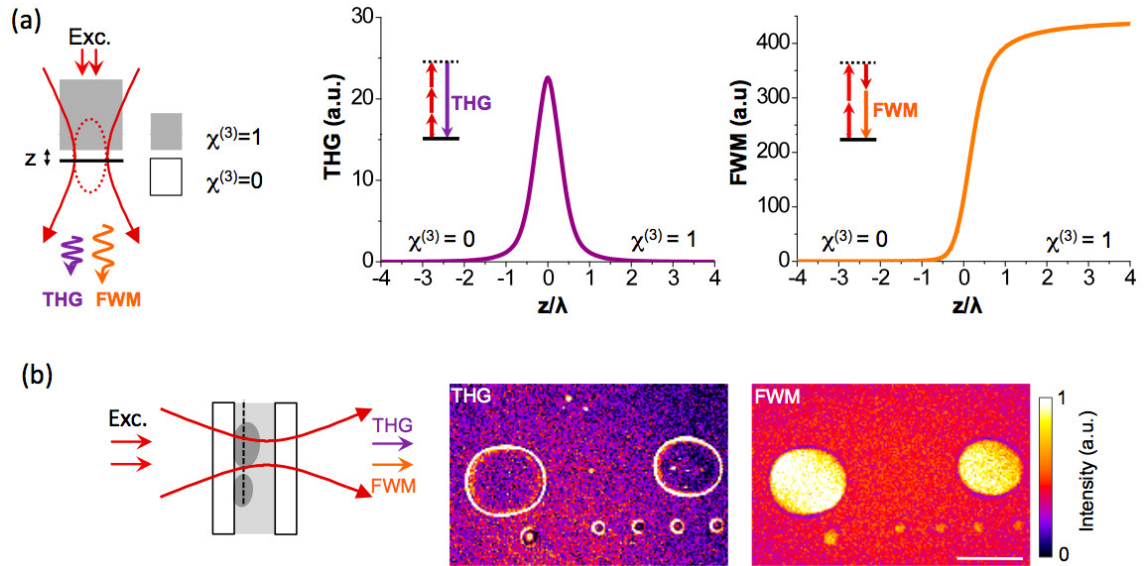 (a)
Exc.
z
χ(3)=1
χ(3)=0
THG FWM
THG (a.u.)
30
20
10
0
THG
χ(3) = 0
χ(3) = 1
-4 -3 -2 -1 0 1 2 3 4
z/λ
FWM (a.u)
400
300
200
100
0
FWM
χ(3) = 0
χ(3) = 1
-4 -3 -2 -1 0 1 2 3 4
z/λ
(b)
Exc.
THG
FWM
THG
FWM
1
0
Intensity (a.u.)